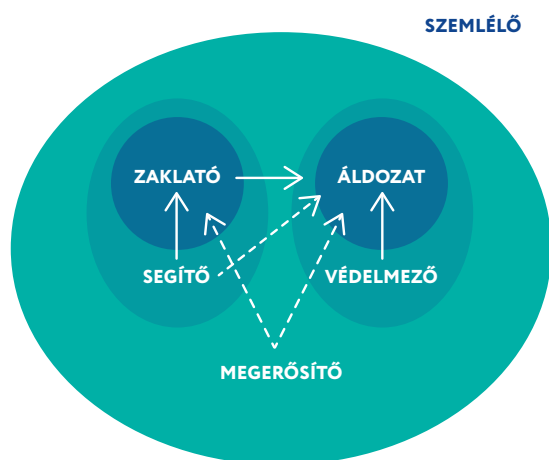 SZEMLÉLŐ
ZAKLATÓ
ÁLDOZAT
SEGÍTŐ
VÉDELMEZŐ
MEGERŐSÍTŐ